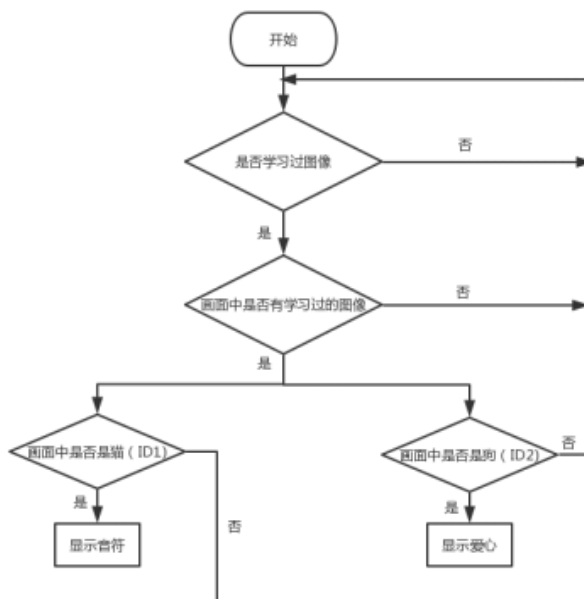 开始
是否学习过图像
否
是
画面中是否有学习过的图像
否
是
画面中是否是猫（ID1）
画面中是否是狗（ID2）
否
是
否
是
显示音符
显示爱心